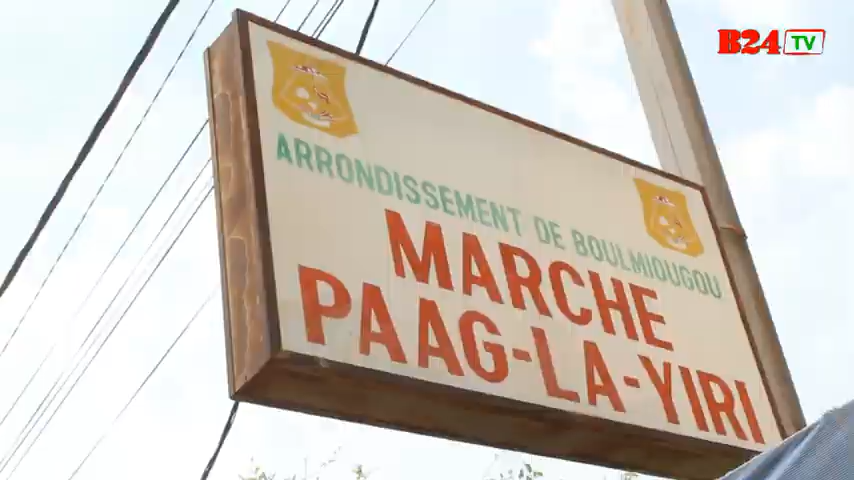 B24 TV
ARRONDISSEMENT DE BOULMIOUGOU
MARCHE
PAAG-LA-YIRI